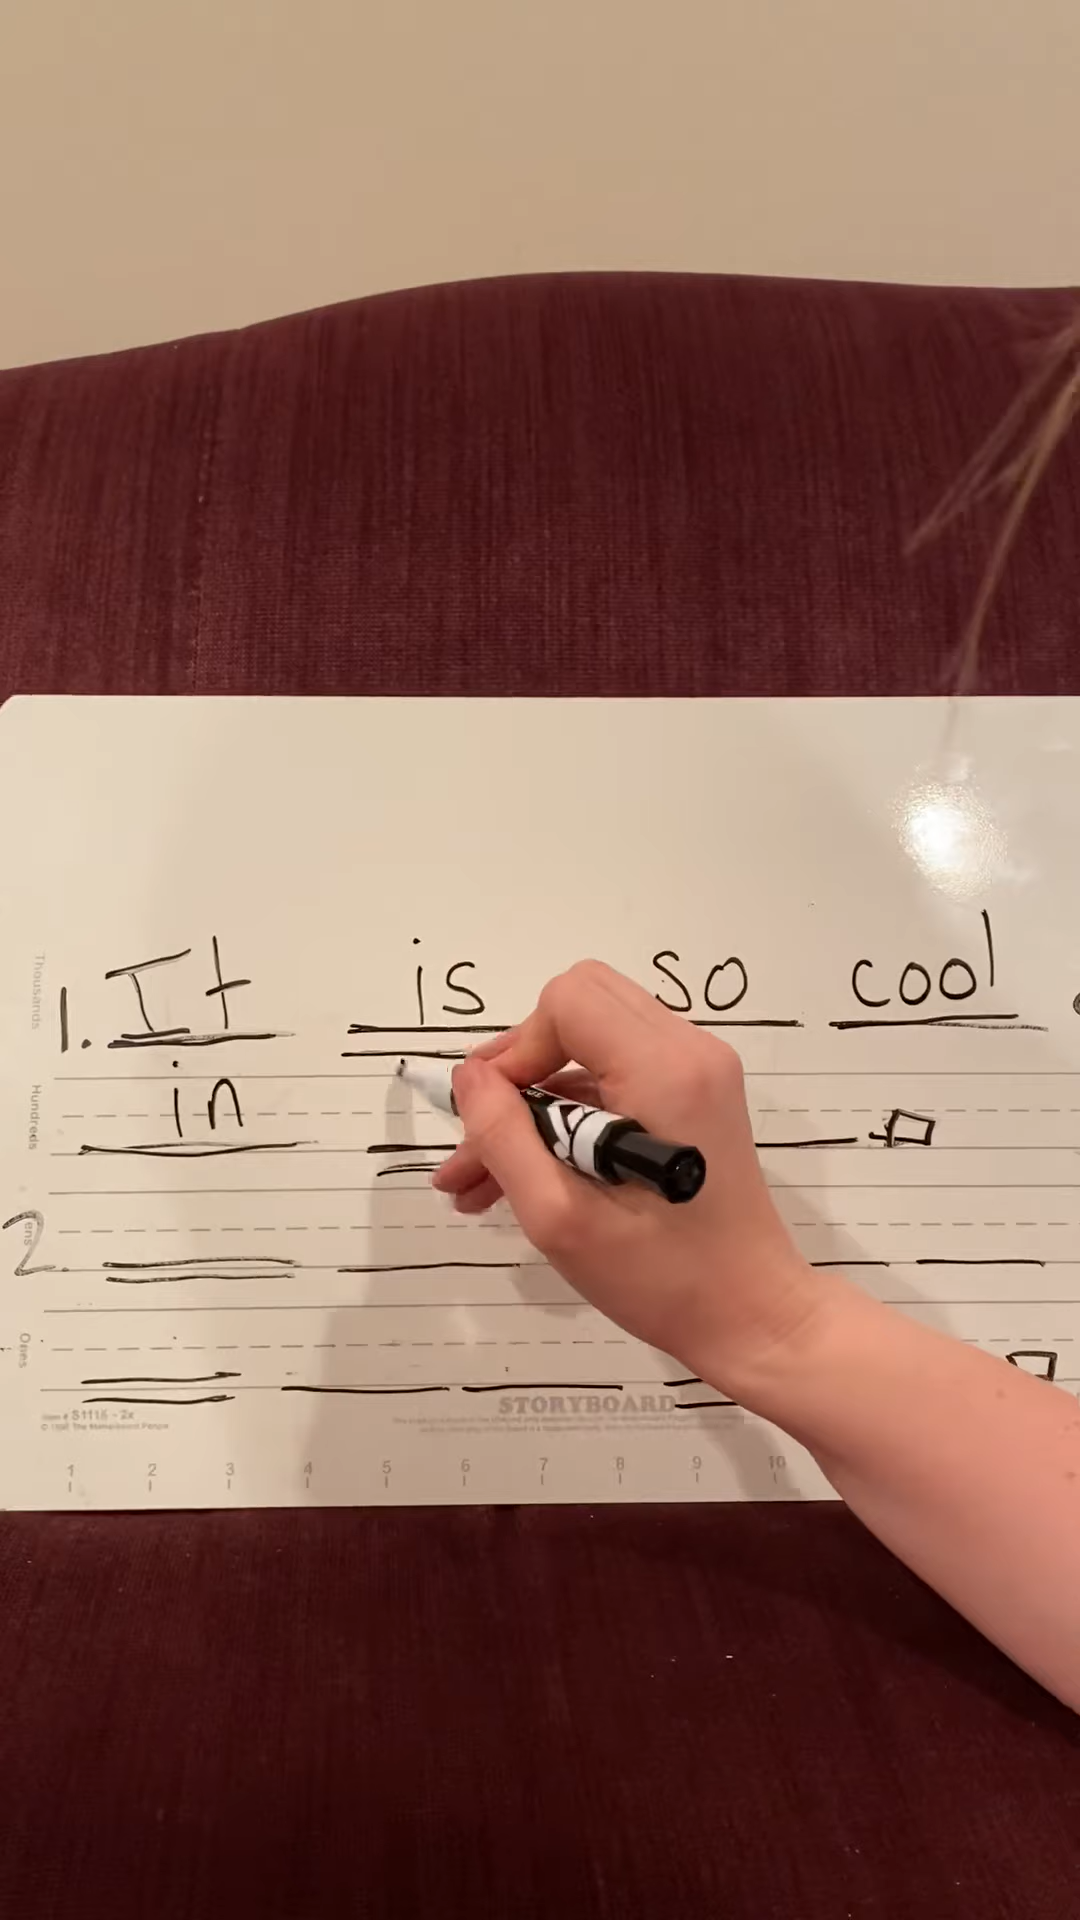 Thousands
1. It is so cool
Hundreds
in
2.
Ones
STORYBOARD
1 2 3 4 5 6 7 8 9 10